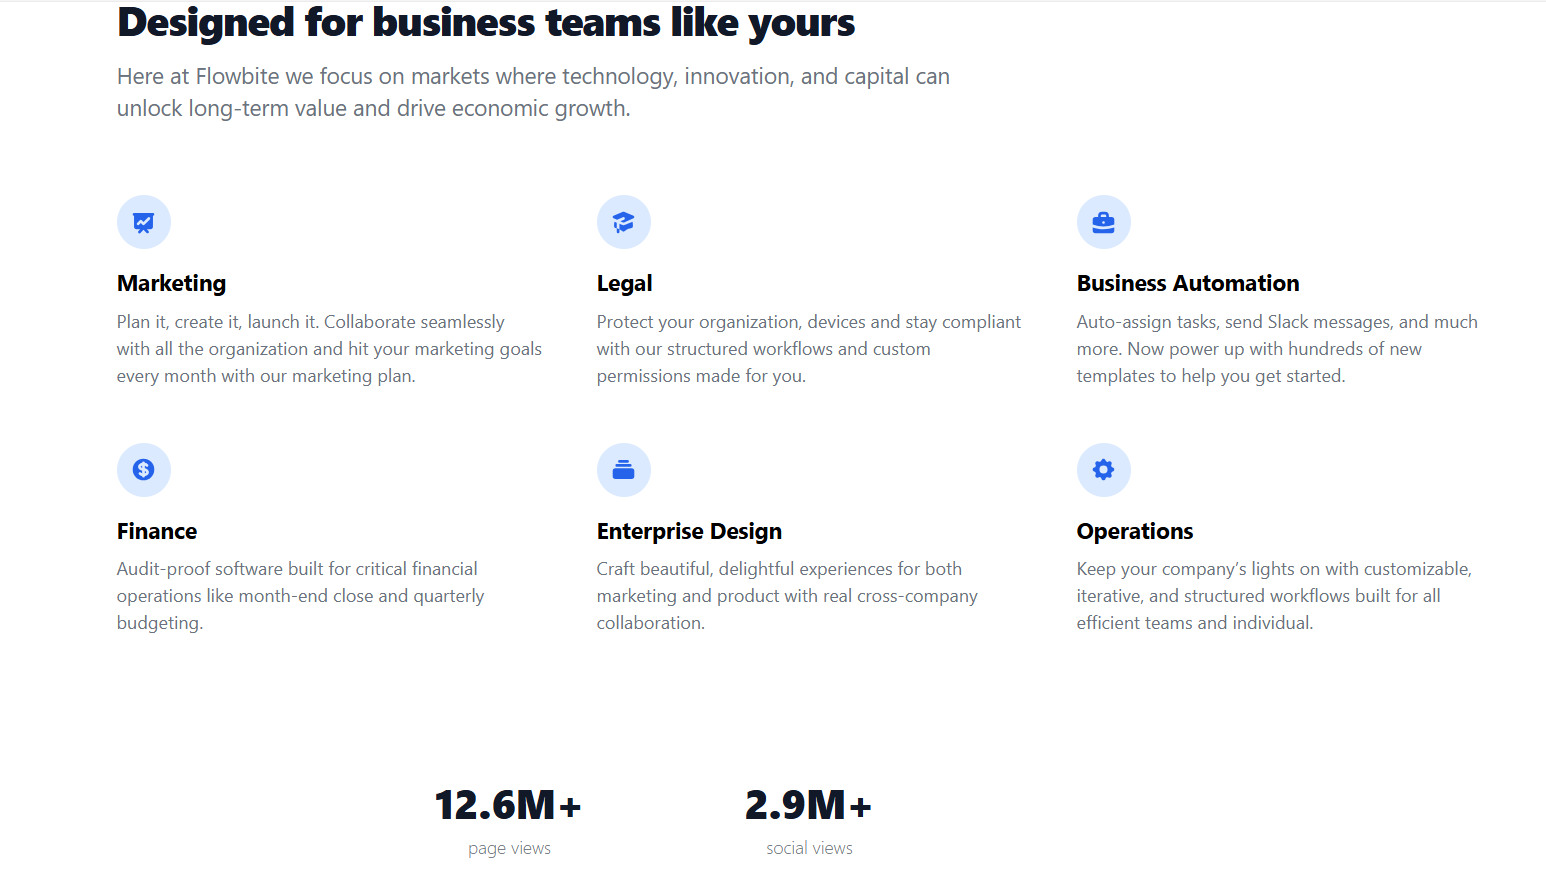 Designed for business teams like yours
Here at Flowbite we focus on markets where technology, innovation, and capital can
unlock long-term value and drive economic growth.
Marketing
Plan it, create it, launch it. Collaborate seamlessly
with all the organization and hit your marketing goals
every month with our marketing plan.
Legal
Protect your organization, devices and stay compliant
with our structured workflows and custom
permissions made for you.
Business Automation
Auto-assign tasks, send Slack messages, and much
more. Now power up with hundreds of new
templates to help you get started.
Finance
Audit-proof software built for critical financial
operations like month-end close and quarterly
budgeting.
Enterprise Design
Craft beautiful, delightful experiences for both
marketing and product with real cross-company
collaboration.
Operations
Keep your company’s lights on with customizable,
iterative, and structured workflows built for all
efficient teams and individual.
12.6M+
page views
2.9M+
social views